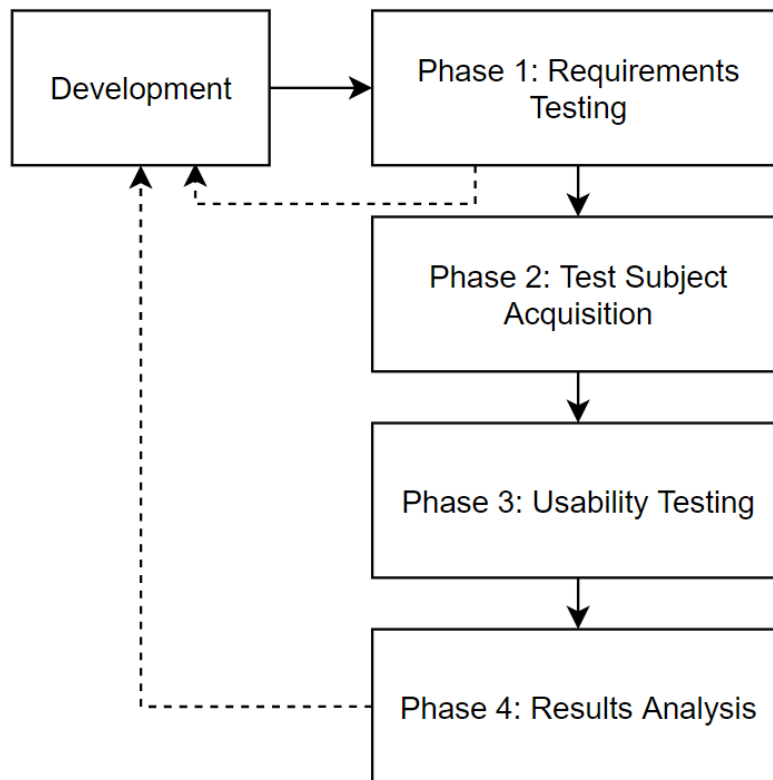 Development
Phase 1: Requirements
Testing
Phase 2: Test Subject
Acquisition
Phase 3: Usability Testing
Phase 4: Results Analysis